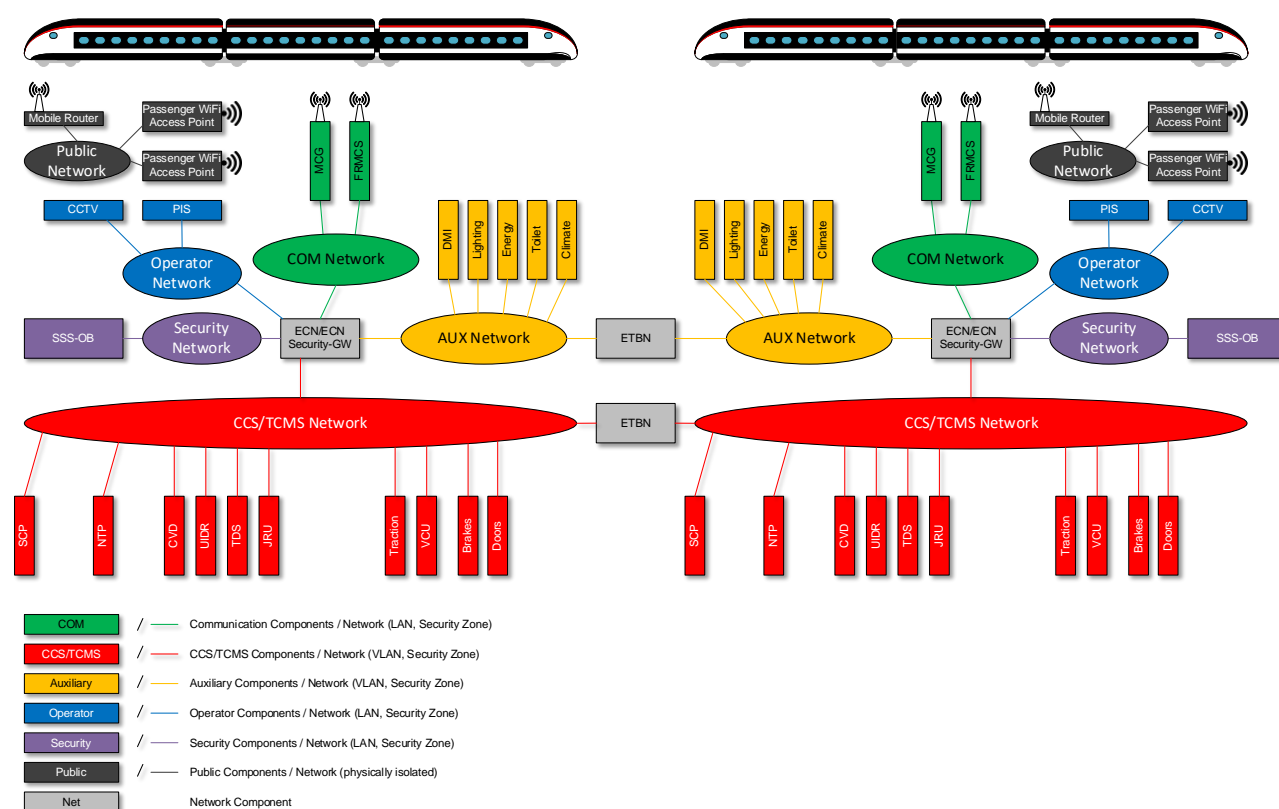 Mobile Router
Passenger WiFi
Access Point
Public
Network
Passenger WiFi
Access Point
MCG
FRMCS
CCTV
PIS
Operator
Network
COM Network
DMI
Lighting
Energy
Toilet
Climate
SSS-OB
Security
Network
ECN/ECN
Security-GW
AUX Network
ETBN
CCS/TCMS Network
ETBN
SCP
NTP
CVD
UIDR
TDS
JRU
Traction
VCU
Brakes
Doors
Mobile Router
Passenger WiFi
Access Point
Public
Network
Passenger WiFi
Access Point
MCG
FRMCS
PIS
CCTV
DMI
Lighting
Energy
Toilet
Climate
COM Network
Operator
Network
AUX Network
ECN/ECN
Security-GW
Security
Network
SSS-OB
CCS/TCMS Network
SCP
NTP
CVD
UIDR
TDS
JRU
Traction
VCU
Brakes
Doors
COM / Communication Components / Network (LAN, Security Zone)
CCS/TCMS / CCS/TCMS Components / Network (VLAN, Security Zone)
Auxiliary / Auxiliary Components / Network (VLAN, Security Zone)
Operator / Operator Components / Network (LAN, Security Zone)
Security / Security Components / Network (LAN, Security Zone)
Public / Public Components / Network (physically isolated)
Net Network Component